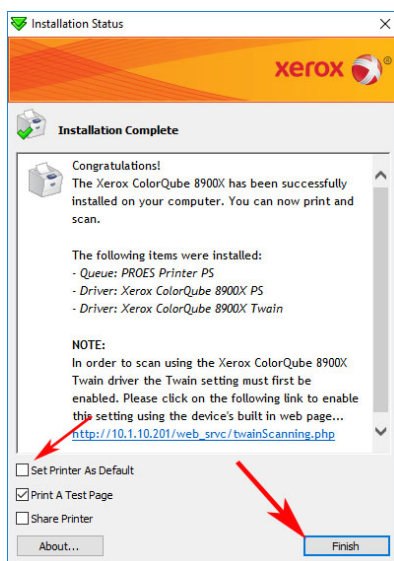 Installation Status
xerox
Installation Complete
Congratulations!
The Xerox ColorQube 8900X has been successfully
installed on your computer. You can now print and
scan.
The following items were installed:
- Queue: PROES Printer PS
- Driver: Xerox ColorQube 8900X PS
- Driver: Xerox ColorQube 8900X Twain
NOTE:
In order to scan using the Xerox ColorQube 8900X
Twain driver the Twain setting must first be
enabled. Please click on the following link to enable
this setting using the device's built in web page...
http://10.1.10.201/web_srvc/twainScanning.php
Set Printer As Default
Print A Test Page
Share Printer
About...
Finish